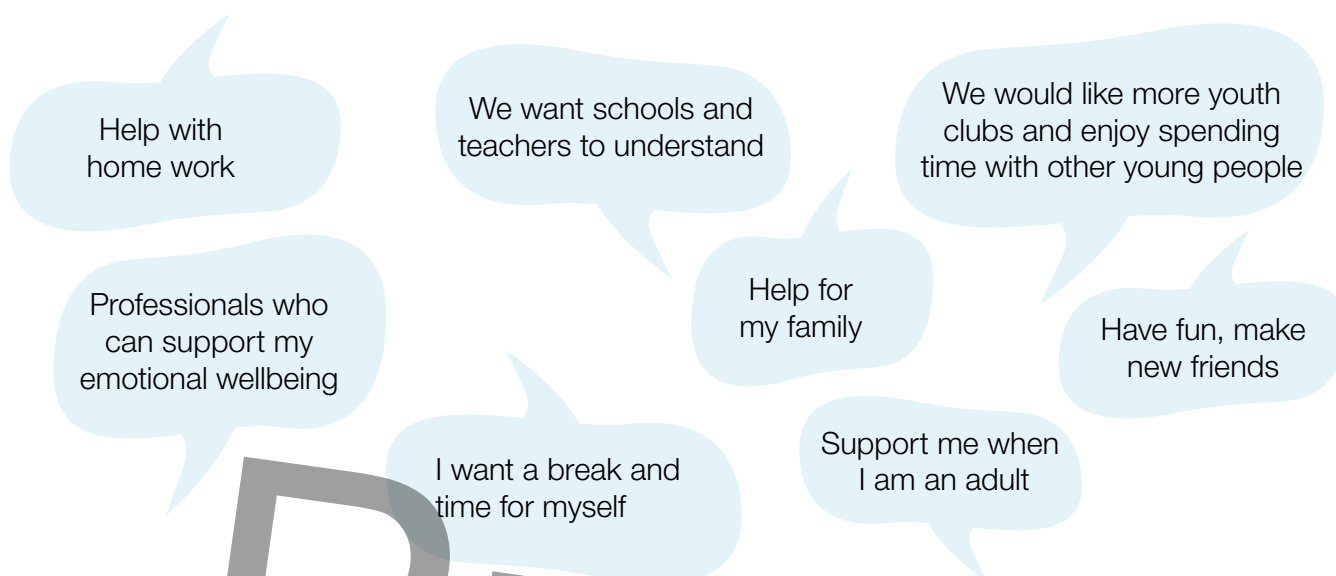 Help with
home work
We want schools and
teachers to understand
We would like more youth
clubs and enjoy spending
time with other young people
Professionals who
can support my
emotional wellbeing
Help for
my family
Have fun, make
new friends
I want a break and
time for myself
Support me when
I am an adult